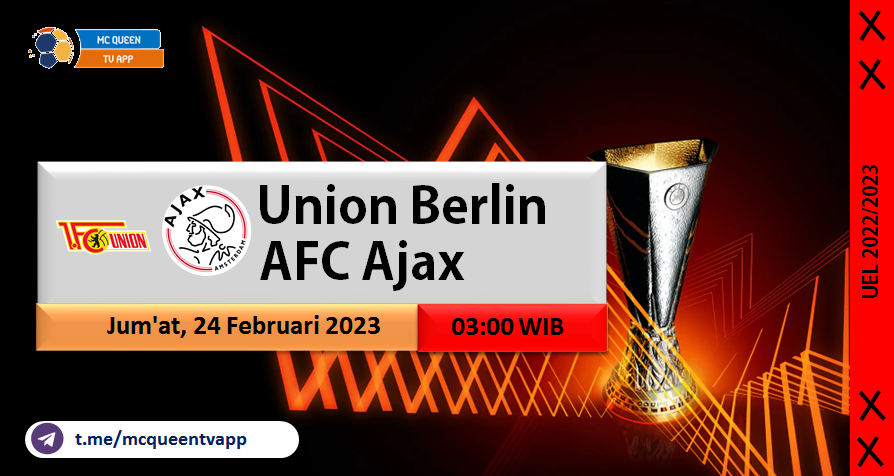 MC QUEEN
TV APP
X
X
1.FC UNION
AJAX
AMSTERDAM
Union Berlin
AFC Ajax
Jum'at, 24 Februari 2023
03:00 WIB
UEL 2022/2023
t.me/mcqueentvapp
X
X